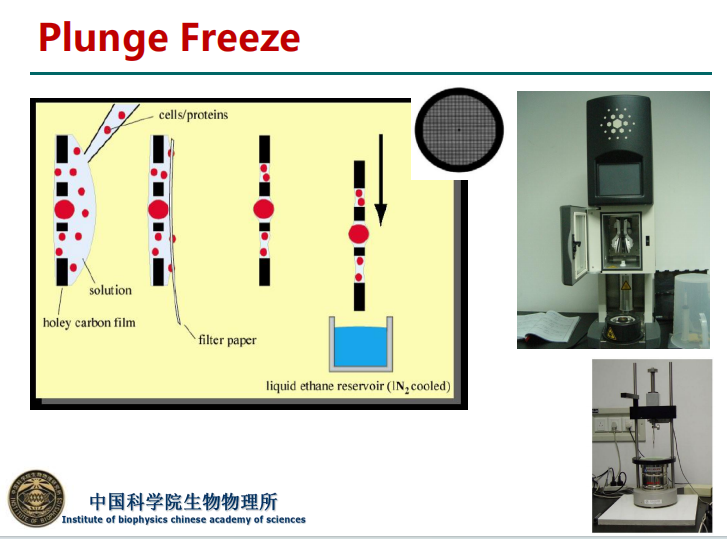 Plunge Freeze
cells/proteins
solution
holey carbon film
filter paper
liquid ethane reservoir (lN2 cooled)
中国科学院生物物理所
Institute of biophysics chinese academy of sciences